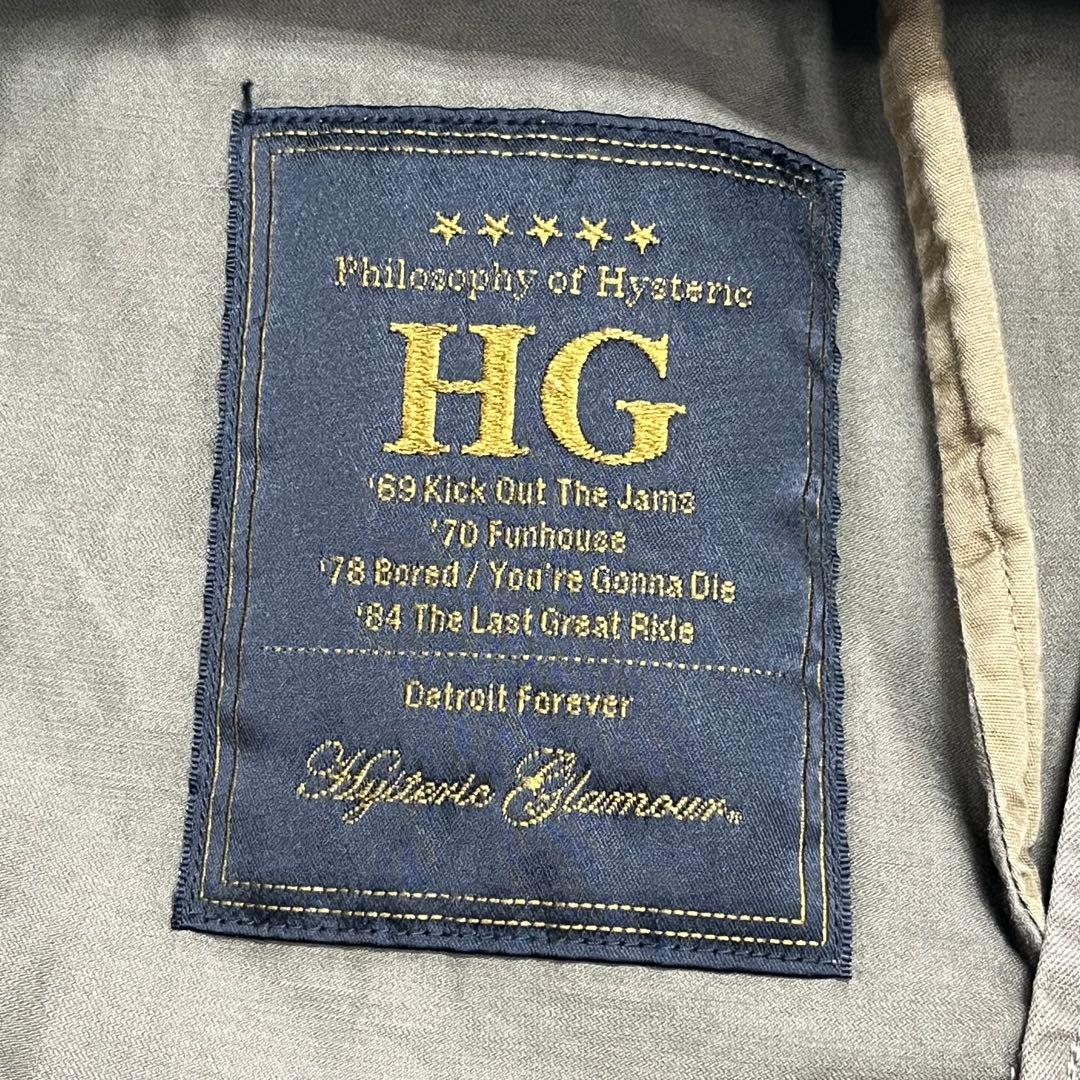 Philosophy of Hysteric
HG
'69 Kick Out The Jams
'70 Funhouse
'78 Bored / You're Gonna Die
'84 The Last Great Ride
Detroit Forever
Hysteric Glamour®